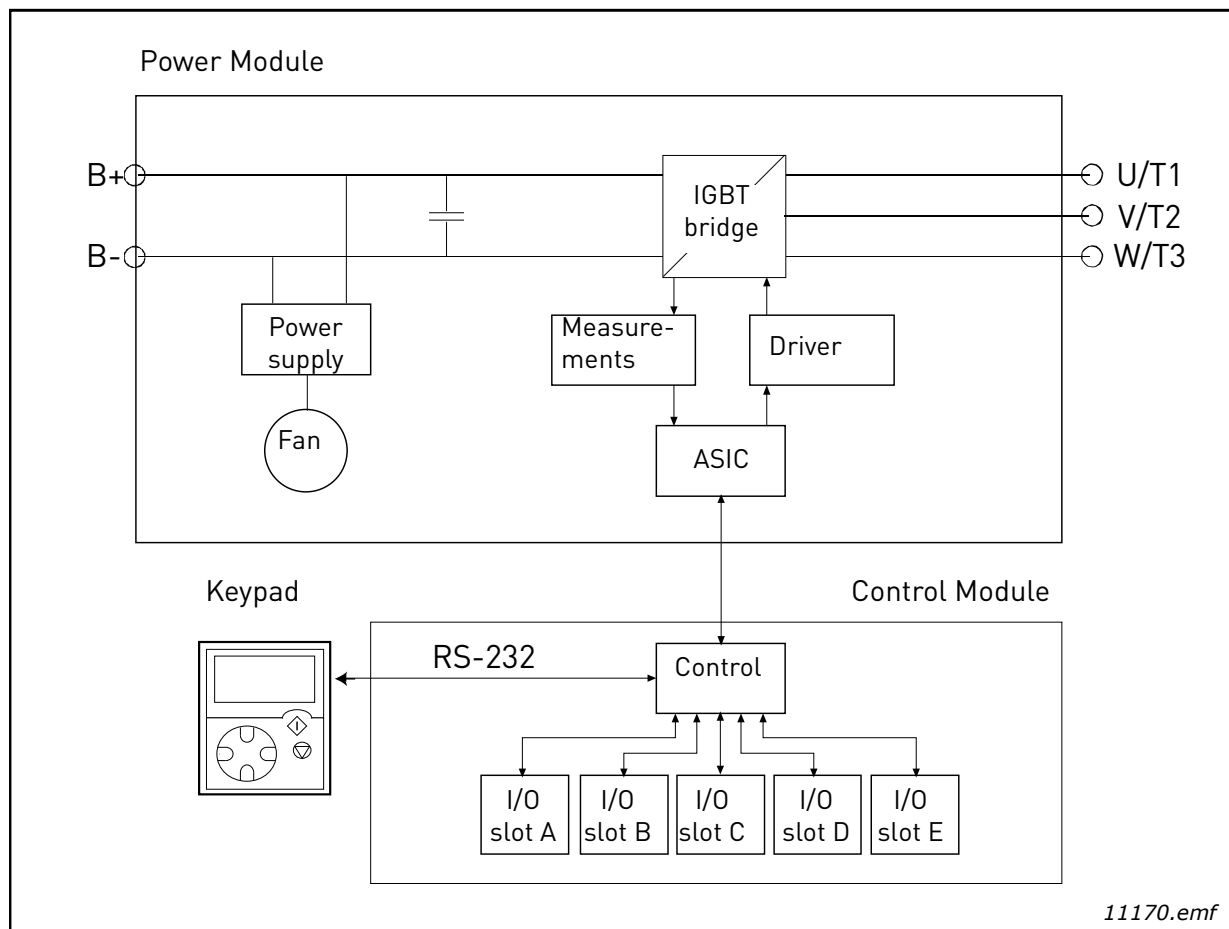 Power Module
B+
B-
IGBT
bridge
U/T1
V/T2
W/T3
Power
supply
Measure-
ments
Driver
Fan
ASIC
Keypad
Control Module
RS-232
Control
I/O
slot A
I/O
slot B
I/O
slot C
I/O
slot D
I/O
slot E
11170.emf